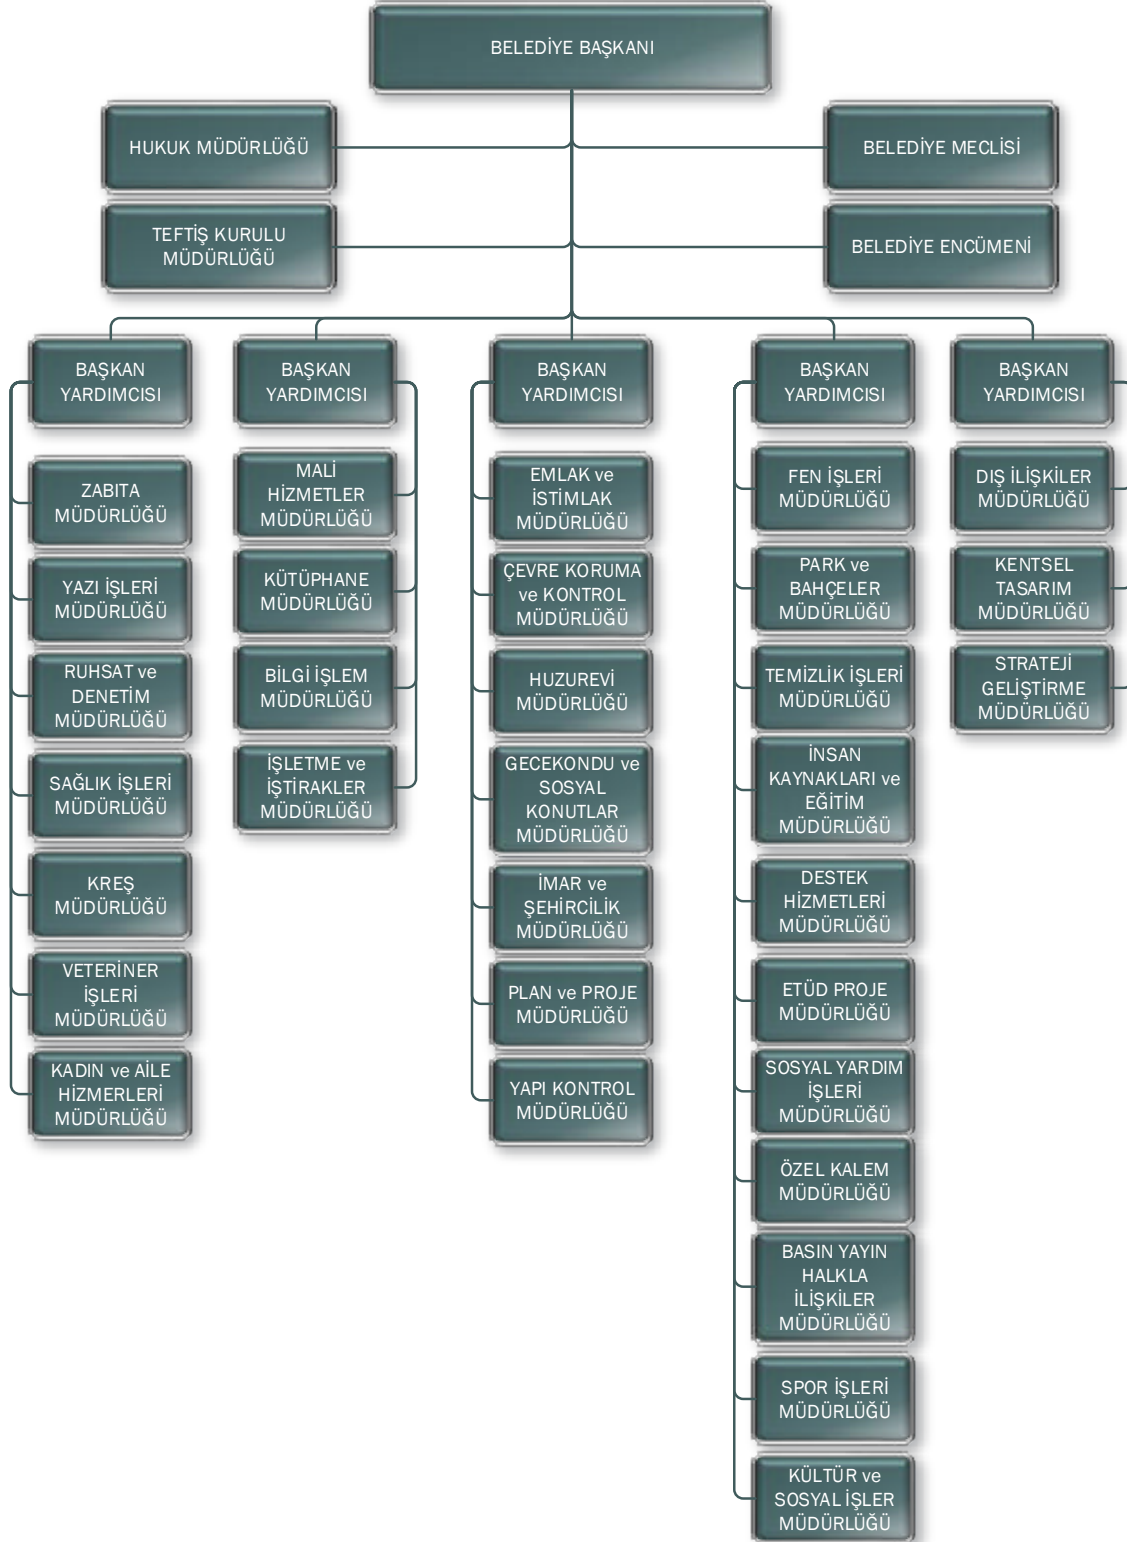 BELEDİYE BAŞKANI
HUKUK MÜDÜRLÜĞÜ
BELEDİYE MECLİSİ
TEFTİŞ KURULU
MÜDÜRLÜĞÜ
BELEDİYE ENCÜMENİ
BAŞKAN
YARDIMCISI
ZABITA
MÜDÜRLÜĞÜ
YAZI İŞLERİ
MÜDÜRLÜĞÜ
RUHSAT ve
DENETİM
MÜDÜRLÜĞÜ
SAĞLIK İŞLERİ
MÜDÜRLÜĞÜ
KREŞ
MÜDÜRLÜĞÜ
VETERİNER
İŞLERİ
MÜDÜRLÜĞÜ
KADIN ve AİLE
HİZMERLERİ
MÜDÜRLÜĞÜ
BAŞKAN
YARDIMCISI
MALİ
HİZMETLER
MÜDÜRLÜĞÜ
KÜTÜPHANE
MÜDÜRLÜĞÜ
BİLGİ İŞLEM
MÜDÜRLÜĞÜ
İŞLETME ve
İŞTİRAKLER
MÜDÜRLÜĞÜ
BAŞKAN
YARDIMCISI
EMLAK ve
İSTİMLAK
MÜDÜRLÜĞÜ
ÇEVRE KORUMA
ve KONTROL
MÜDÜRLÜĞÜ
HUZUREVİ
MÜDÜRLÜĞÜ
GECEKONDU ve
SOSYAL
KONUTLAR
MÜDÜRLÜĞÜ
İMAR ve
ŞEHİRCİLİK
MÜDÜRLÜĞÜ
PLAN ve PROJE
MÜDÜRLÜĞÜ
YAPI KONTROL
MÜDÜRLÜĞÜ
BAŞKAN
YARDIMCISI
FEN İŞLERİ
MÜDÜRLÜĞÜ
PARK ve
BAHÇELER
MÜDÜRLÜĞÜ
TEMİZLİK İŞLERİ
MÜDÜRLÜĞÜ
İNSAN
KAYNAKLARI ve
EĞİTİM
MÜDÜRLÜĞÜ
DESTEK
HİZMETLERİ
MÜDÜRLÜĞÜ
ETÜD PROJE
MÜDÜRLÜĞÜ
SOSYAL YARDIM
İŞLERİ
MÜDÜRLÜĞÜ
ÖZEL KALEM
MÜDÜRLÜĞÜ
BASIN YAYIN
HALKLA
İLİŞKİLER
MÜDÜRLÜĞÜ
SPOR İŞLERİ
MÜDÜRLÜĞÜ
KÜLTÜR ve
SOSYAL İŞLER
MÜDÜRLÜĞÜ
BAŞKAN
YARDIMCISI
DIŞ İLİŞKİLER
MÜDÜRLÜĞÜ
KENTSEL
TASARIM
MÜDÜRLÜĞÜ
STRATEJİ
GELİŞTİRME
MÜDÜRLÜĞÜ